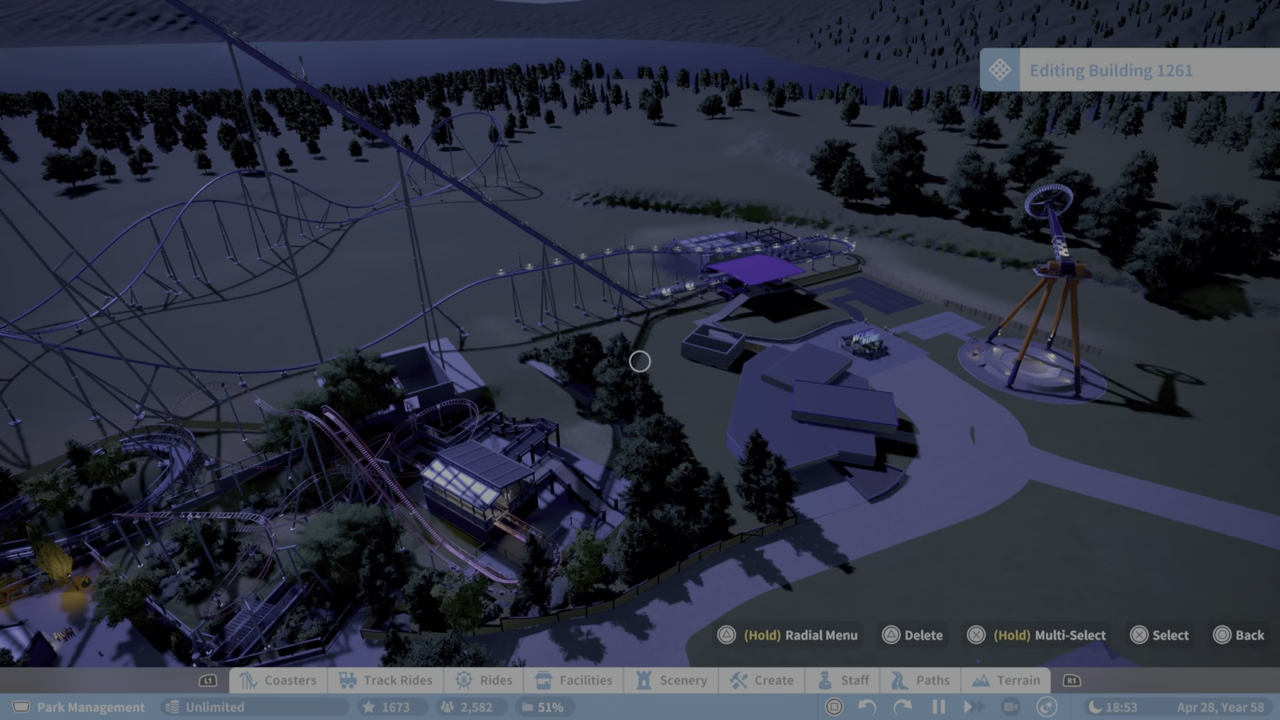 Editing Building 1261
(Hold) Radial Menu Delete (Hold) Multi-Select Select Back
L1 Coasters Track Rides Rides Facilities Scenery Create Staff Paths Terrain R1
Park Management Unlimited 1673 2,582 51% 18:53 Apr 28, Year 58